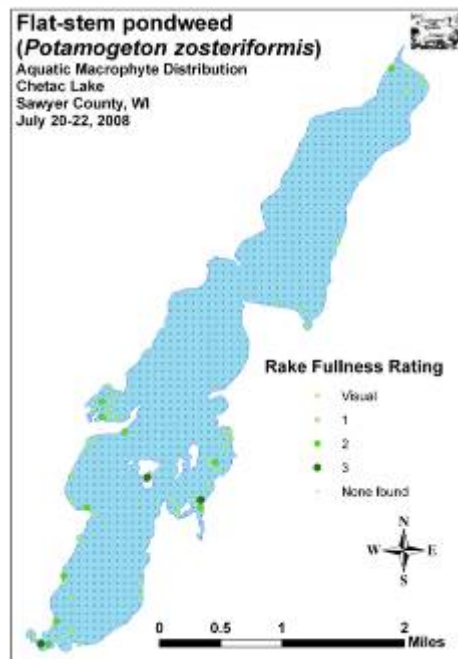 Flat-stem pondweed
(Potamogeton zosteriformis)
Aquatic Macrophyte Distribution
Chetac Lake
Sawyer County, WI
July 20-22, 2008
Rake Fullness Rating
Visual
1
2
3
None found
N
W E
S
0 0.5 1 2
Miles